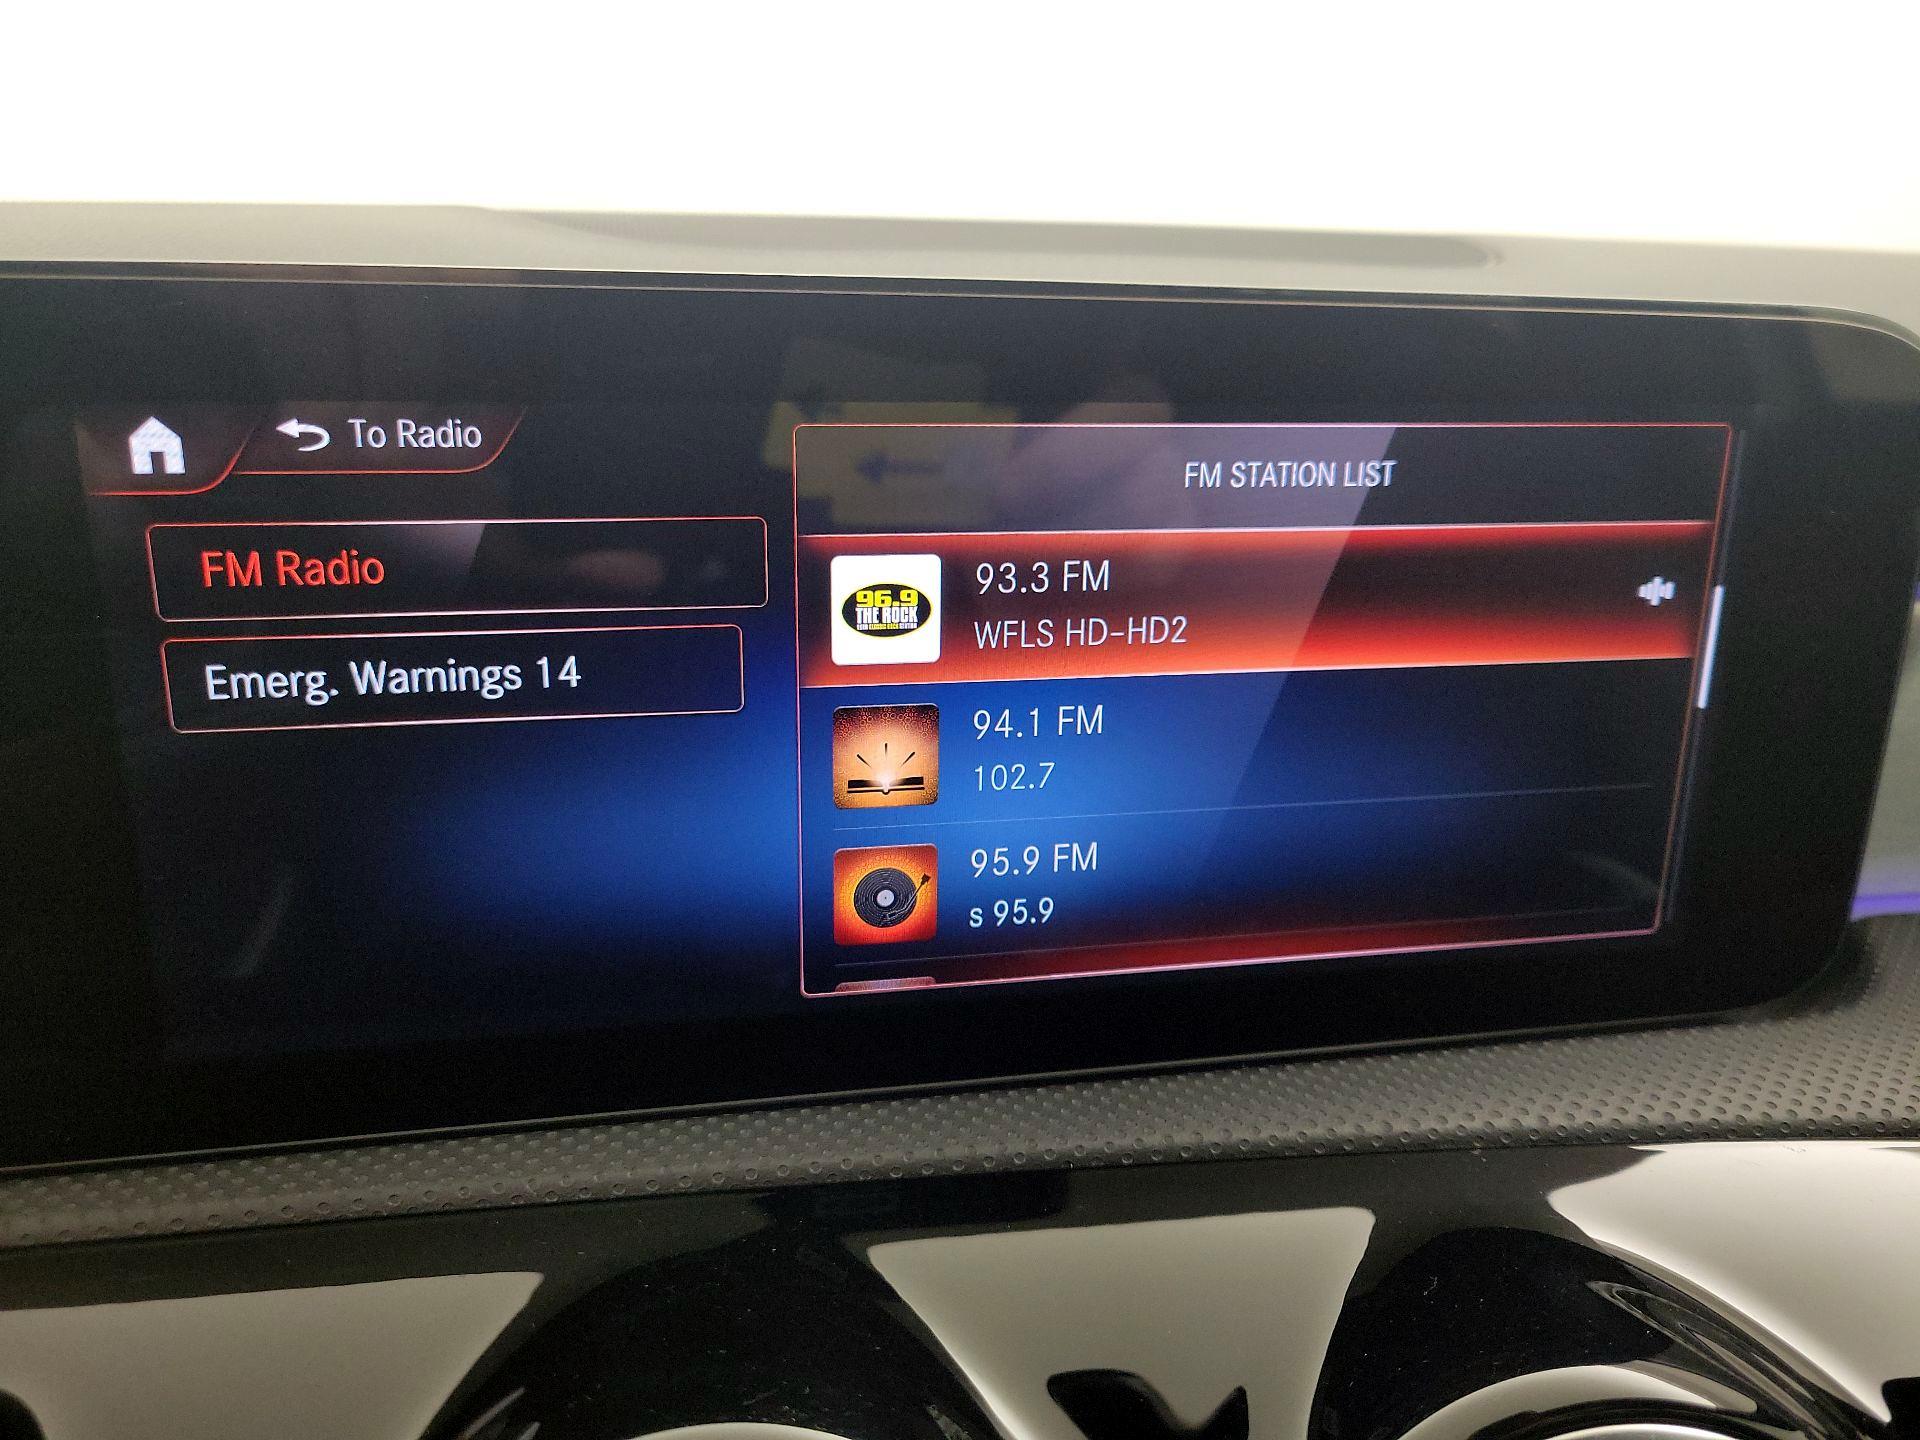 To Radio
FM Radio
Emerg. Warnings 14
FM STATION LIST
96.9
THE ROCK
93.3 FM
WFLS HD-HD2
94.1 FM
102.7
95.9 FM
s 95.9